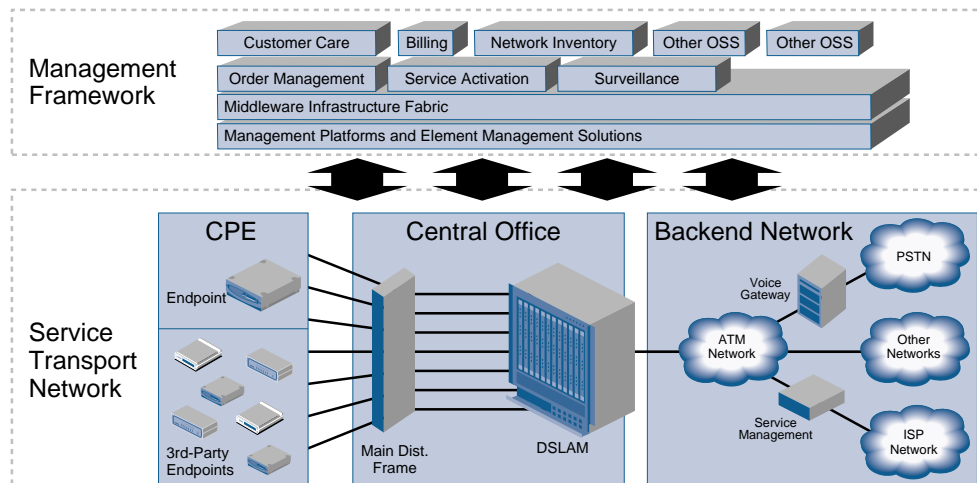 Customer Care
Billing
Network Inventory
Other OSS
Other OSS
Management
Framework
Order Management
Service Activation
Surveillance
Middleware Infrastructure Fabric
Management Platforms and Element Management Solutions
Service
Transport
Network
CPE
Endpoint
3rd-Party
Endpoints
Central Office
Main Dist.
Frame
DSLAM
Backend Network
PSTN
Voice
Gateway
ATM
Network
Other
Networks
Service
Management
ISP
Network